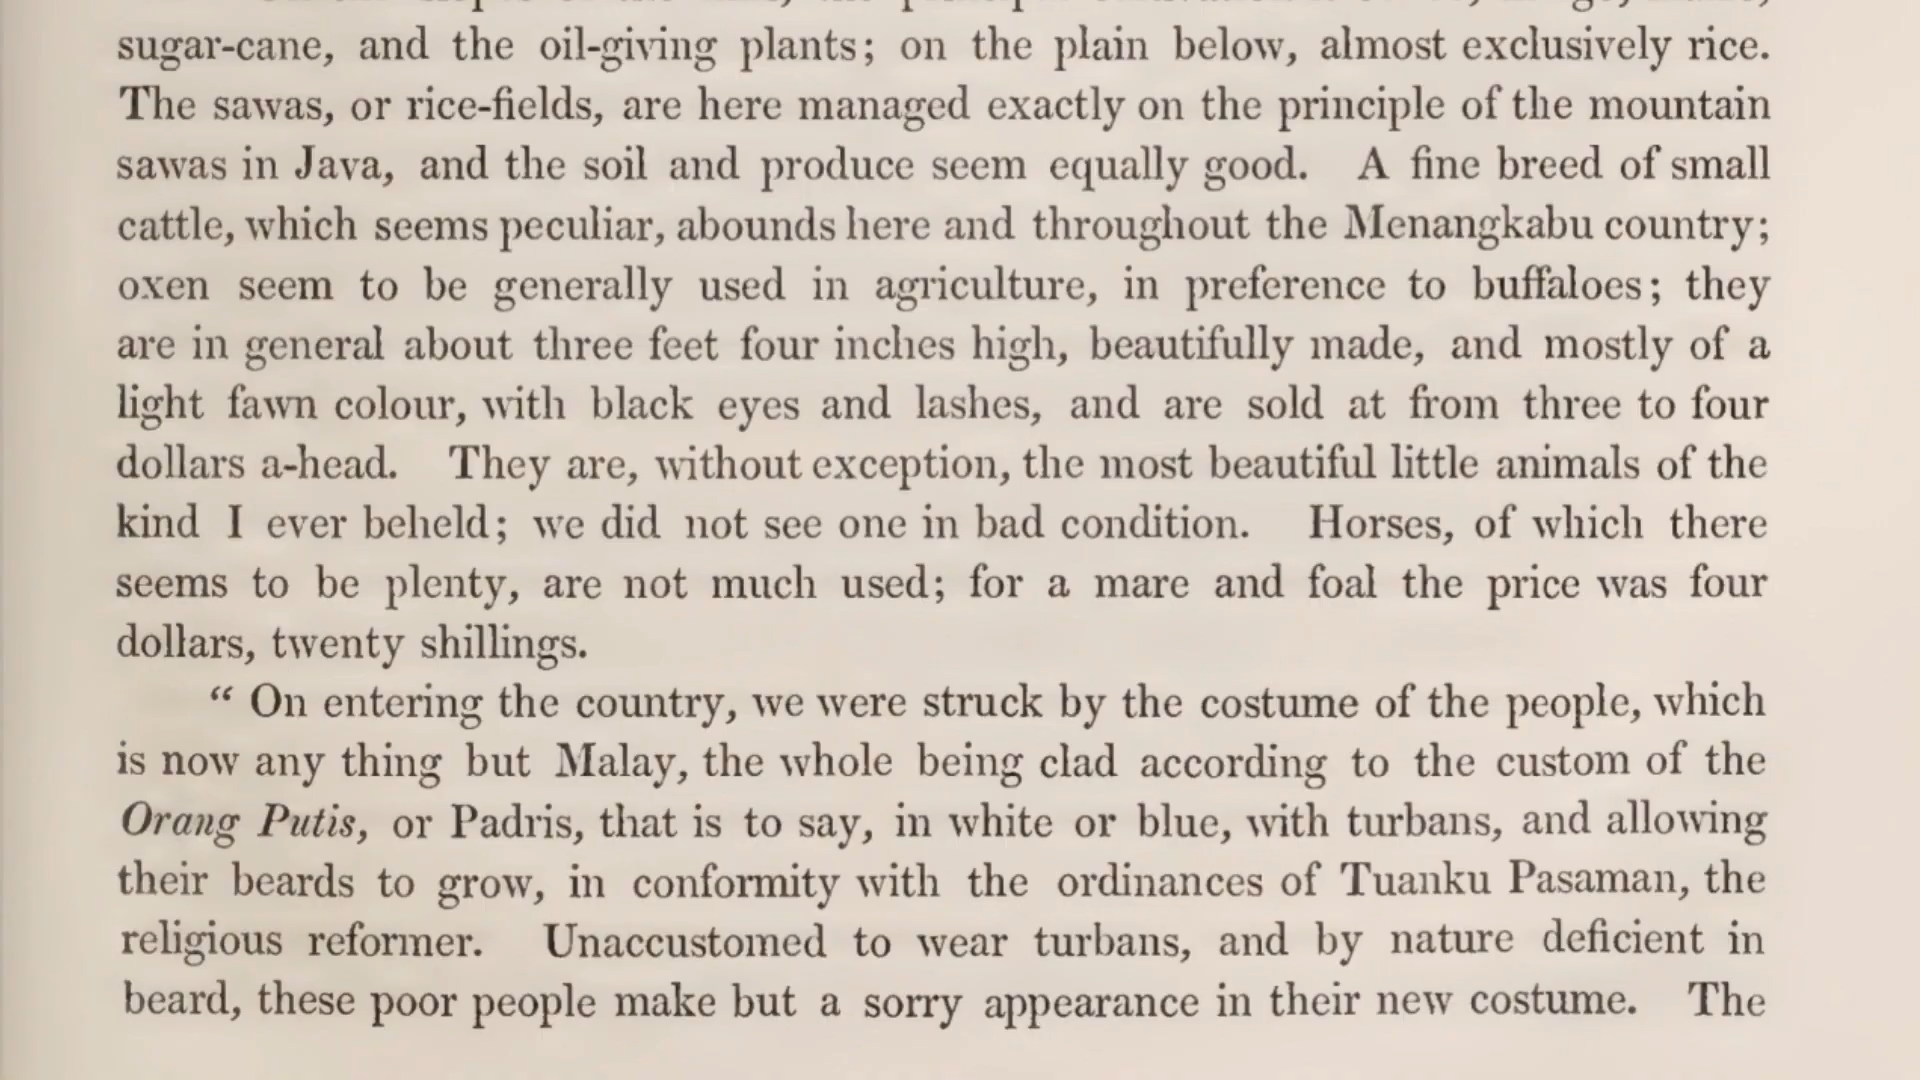 sugar-cane, and the oil-giving plants; on the plain below, almost exclusively rice.
The sawas, or rice-fields, are here managed exactly on the principle of the mountain
sawas in Java, and the soil and produce seem equally good. A fine breed of small
cattle, which seems peculiar, abounds here and throughout the Menangkabu country;
oxen seem to be generally used in agriculture, in preference to buffaloes; they
are in general about three feet four inches high, beautifully made, and mostly of a
light fawn colour, with black eyes and lashes, and are sold at from three to four
dollars a-head. They are, without exception, the most beautiful little animals of the
kind I ever beheld; we did not see one in bad condition. Horses, of which there
seems to be plenty, are not much used; for a mare and foal the price was four
dollars, twenty shillings.
“ On entering the country, we were struck by the costume of the people, which
is now any thing but Malay, the whole being clad according to the custom of the
Orang Putis, or Padris, that is to say, in white or blue, with turbans, and allowing
their beards to grow, in conformity with the ordinances of Tuanku Pasaman, the
religious reformer. Unaccustomed to wear turbans, and by nature deficient in
beard, these poor people make but a sorry appearance in their new costume. The